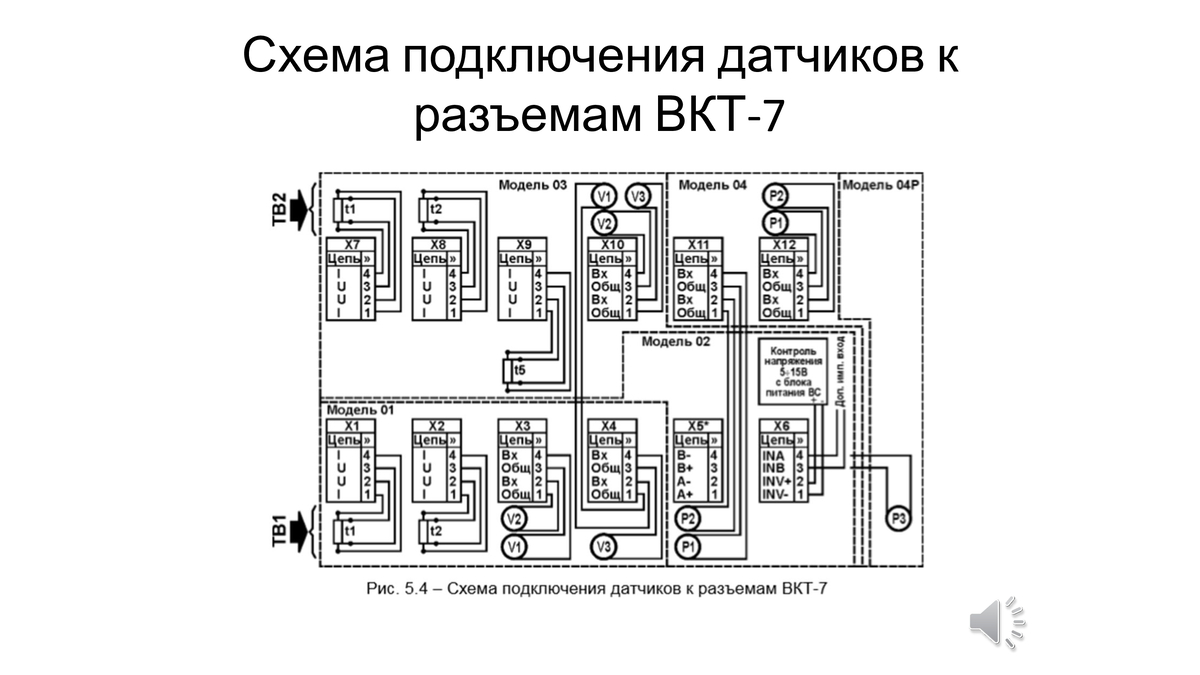 Схема подключения датчиков к
разъемам ВКТ-7
Модель 03
Модель 04
Модель 04Р
ТВ2
t1
t2
V1
V3
V2
P2
P1
X7
Цепь »
I 4
U 3
U 2
I 1
X8
Цепь »
I 4
U 3
U 2
I 1
X9
Цепь »
I 4
U 3
U 2
I 1
X10
Цепь »
Вх 4
Общ 3
Вх 2
Общ 1
X11
Цепь »
Вх 4
Общ 3
Вх 2
Общ 1
X12
Цепь »
Вх 4
Общ 3
Вх 2
Общ 1
t5
Модель 02
Контроль
напряжения
5÷15В
с блока
питания ВС
+ -
Доп. имп. вход
Модель 01
X1
Цепь »
I 4
U 3
U 2
I 1
X2
Цепь »
I 4
U 3
U 2
I 1
X3
Цепь »
Вх 4
Общ 3
Вх 2
Общ 1
X4
Цепь »
Вх 4
Общ 3
Вх 2
Общ 1
X5*
Цепь »
B- 4
B+ 3
A- 2
A+ 1
X6
Цепь »
INA 4
INB 3
INV+ 2
INV- 1
ТВ1
t1
t2
V2
V1
V3
P2
P1
P3
Рис. 5.4 – Схема подключения датчиков к разъемам ВКТ-7